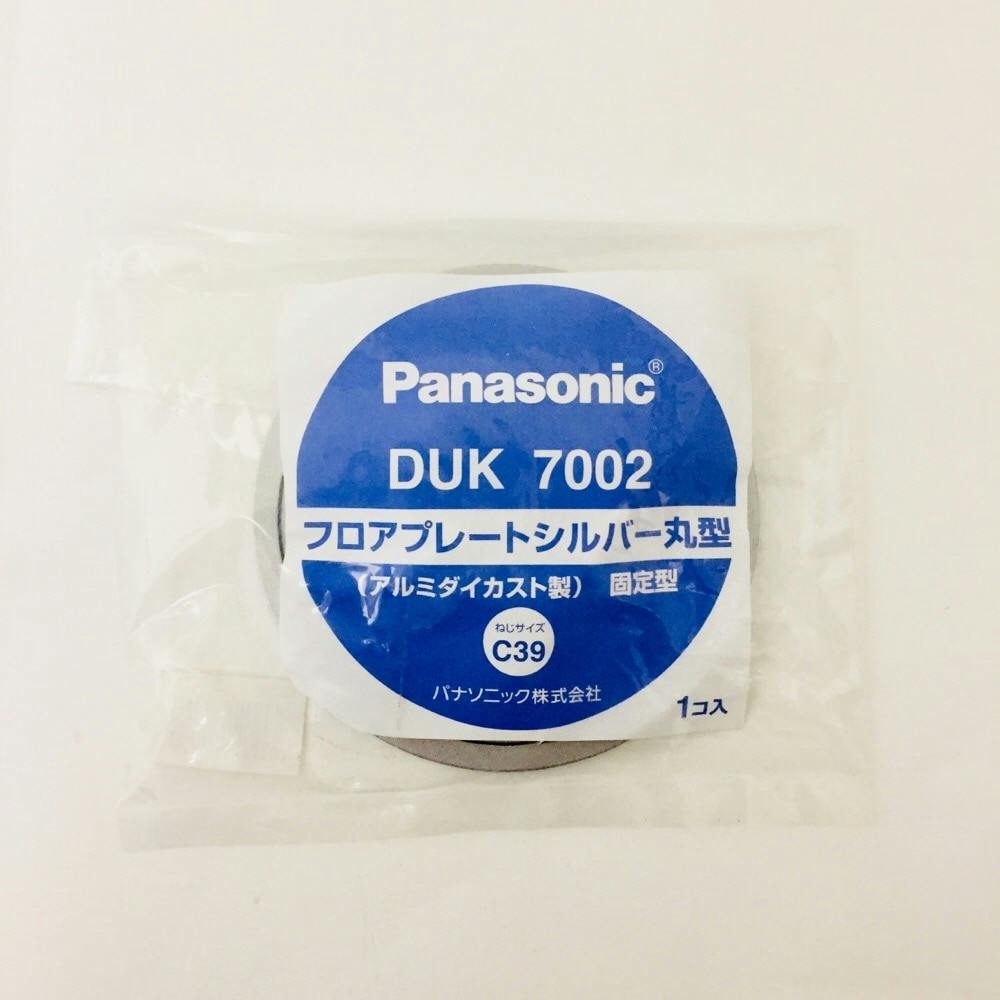 Panasonic®
DUK 7002
フロアプレートシルバー丸型
（アルミダイカスト製） 固定型
ねじサイズ
C39
パナソニック株式会社
1コ入